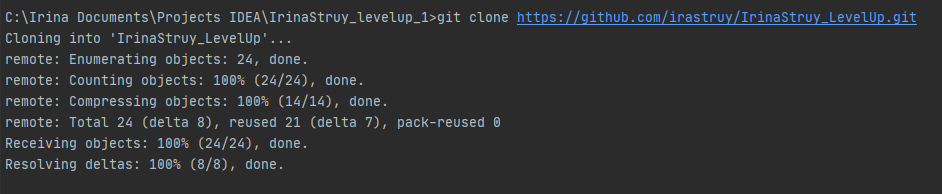 C:\Irina Documents\Projects IDEA\IrinaStruy_levelup_1>git clone https://github.com/irastruy/IrinaStruy_LevelUp.git
Cloning into 'IrinaStruy_LevelUp'...
remote: Enumerating objects: 24, done.
remote: Counting objects: 100% (24/24), done.
remote: Compressing objects: 100% (14/14), done.
remote: Total 24 (delta 8), reused 21 (delta 7), pack-reused 0
Receiving objects: 100% (24/24), done.
Resolving deltas: 100% (8/8), done.